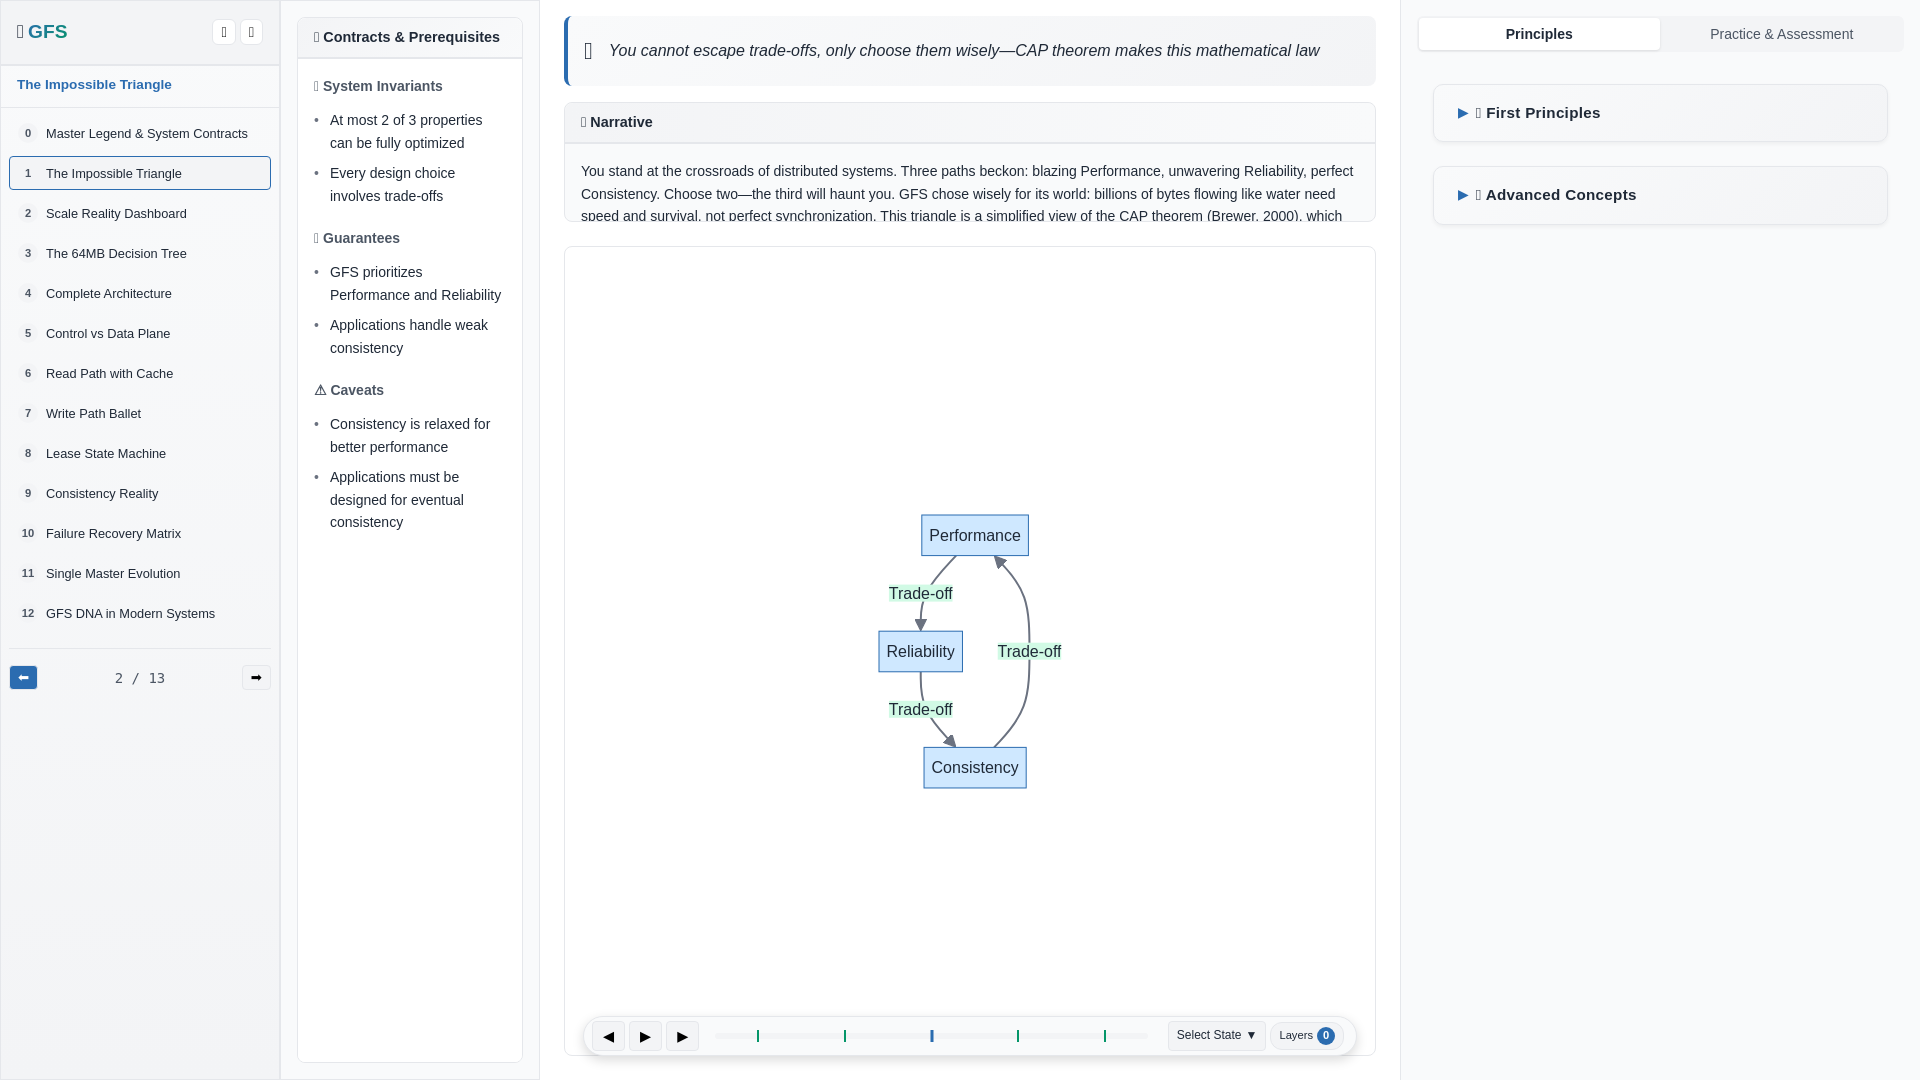 GFS
The Impossible Triangle
0 Master Legend & System Contracts
1 The Impossible Triangle
2 Scale Reality Dashboard
3 The 64MB Decision Tree
4 Complete Architecture
5 Control vs Data Plane
6 Read Path with Cache
7 Write Path Ballet
8 Lease State Machine
9 Consistency Reality
10 Failure Recovery Matrix
11 Single Master Evolution
12 GFS DNA in Modern Systems
2 / 13
Contracts & Prerequisites
System Invariants
• At most 2 of 3 properties
can be fully optimized
• Every design choice
involves trade-offs
Guarantees
• GFS prioritizes
Performance and Reliability
• Applications handle weak
consistency
⚠ Caveats
• Consistency is relaxed for
better performance
• Applications must be
designed for eventual
consistency
You cannot escape trade-offs, only choose them wisely—CAP theorem makes this mathematical law
Narrative
You stand at the crossroads of distributed systems. Three paths beckon: blazing Performance, unwavering Reliability, perfect
Consistency. Choose two—the third will haunt you. GFS chose wisely for its world: billions of bytes flowing like water need
speed and survival, not perfect synchronization. This triangle is a simplified view of the CAP theorem (Brewer, 2000), which
Performance
Trade-off
Reliability
Trade-off
Trade-off
Consistency
Select State ▼
Layers 0
Principles
Practice & Assessment
▶ First Principles
▶ Advanced Concepts